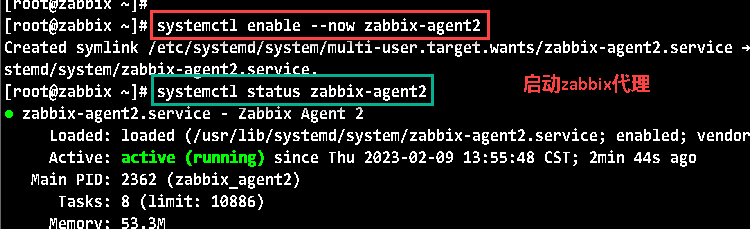 [root@zabbix ~]#
[root@zabbix ~]# systemctl enable --now zabbix-agent2
Created symlink /etc/systemd/system/multi-user.target.wants/zabbix-agent2.service →
stemd/system/zabbix-agent2.service.
[root@zabbix ~]# systemctl status zabbix-agent2
启动zabbix代理
● zabbix-agent2.service - Zabbix Agent 2
Loaded: loaded (/usr/lib/systemd/system/zabbix-agent2.service; enabled; vendor
Active: active (running) since Thu 2023-02-09 13:55:48 CST; 2min 44s ago
Main PID: 2362 (zabbix_agent2)
Tasks: 8 (limit: 10886)
Memory: 53.3M